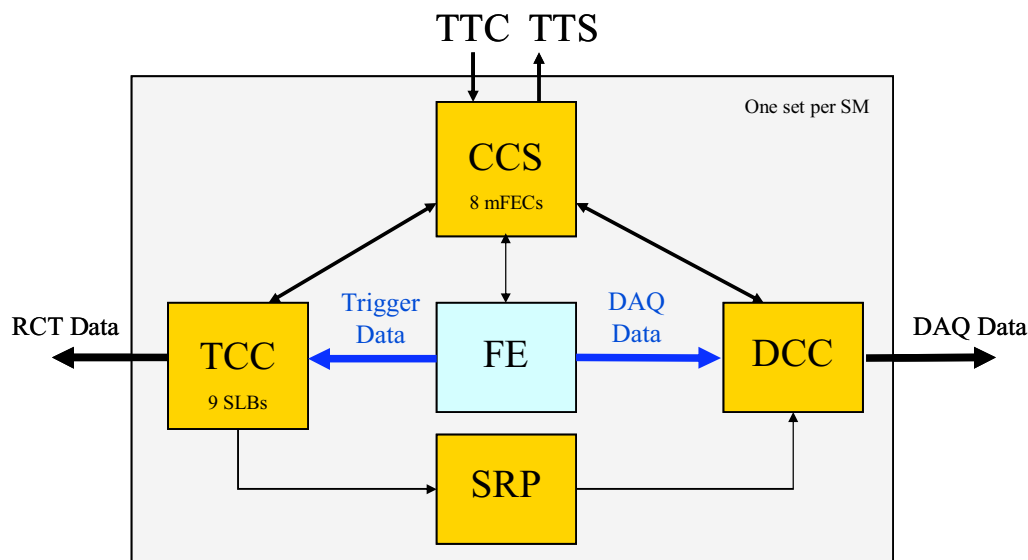 TTC TTS
One set per SM
CCS
8 mFECs
Trigger
Data
DAQ
Data
RCT Data
DAQ Data
TCC
9 SLBs
FE
DCC
SRP